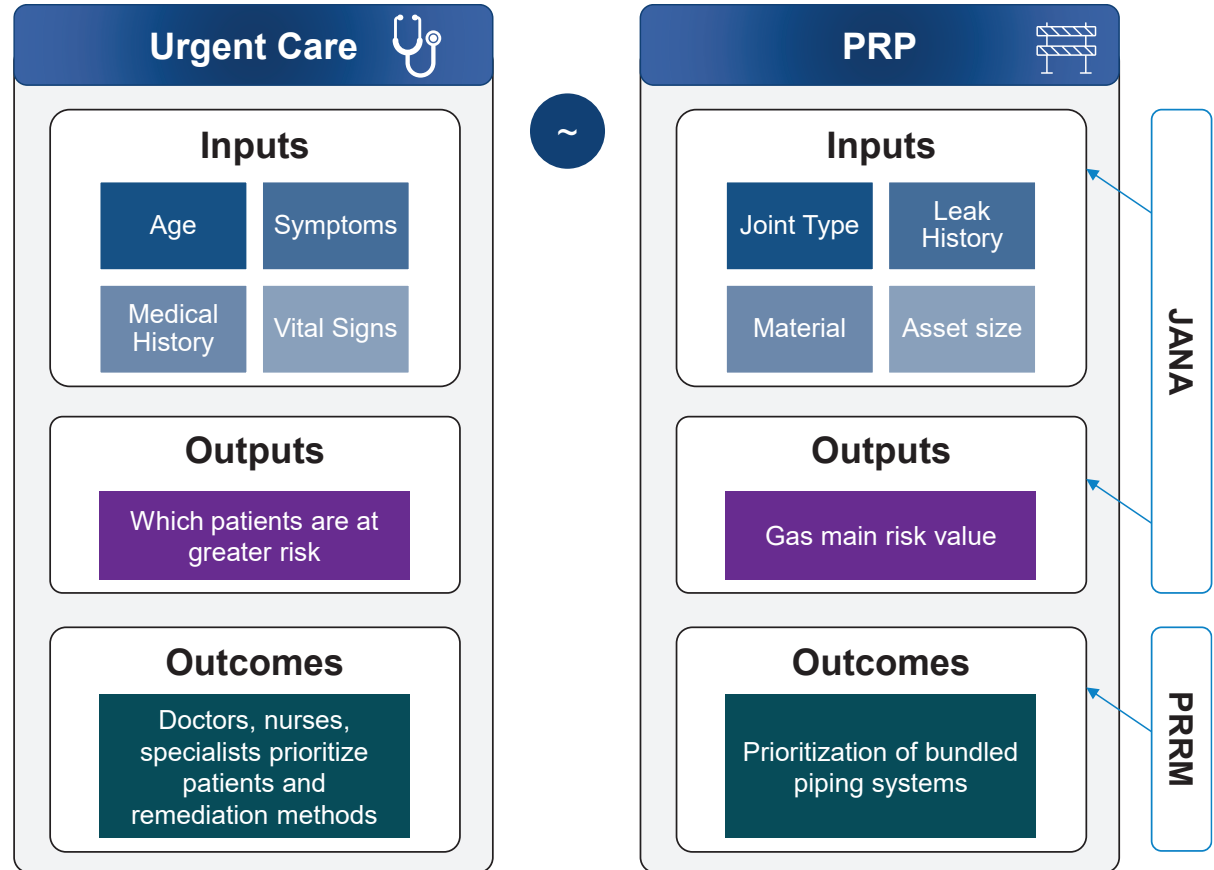 Urgent Care
Inputs
Age
Symptoms
Medical
History
Vital Signs
Outputs
Which patients are at
greater risk
Outcomes
Doctors, nurses,
specialists prioritize
patients and
remediation methods
~
PRP
Inputs
Joint Type
Leak
History
Material
Asset size
Outputs
Gas main risk value
Outcomes
Prioritization of bundled
piping systems
JANA
PRRM